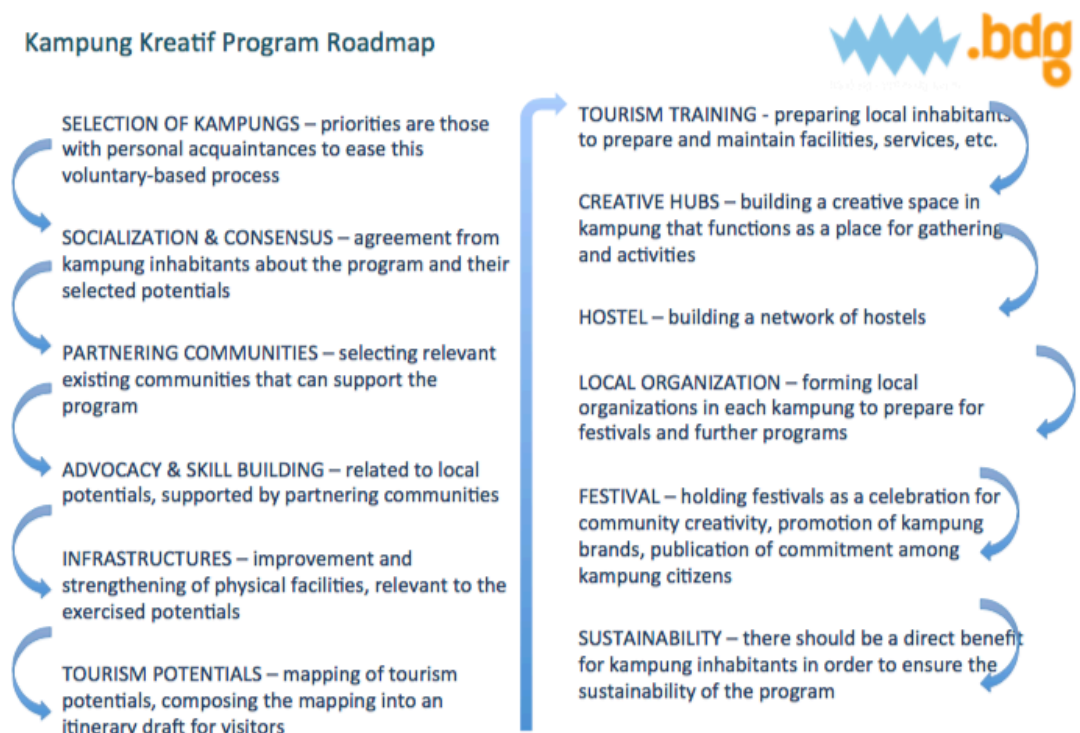 Kampung Kreatif Program Roadmap
.bdg
SELECTION OF KAMPUNGS – priorities are those
with personal acquaintances to ease this
voluntary-based process
SOCIALIZATION & CONSENSUS – agreement from
kampung inhabitants about the program and their
selected potentials
PARTNERING COMMUNITIES – selecting relevant
existing communities that can support the
program
ADVOCACY & SKILL BUILDING – related to local
potentials, supported by partnering communities
INFRASTRUCTURES – improvement and
strengthening of physical facilities, relevant to the
exercised potentials
TOURISM POTENTIALS – mapping of tourism
potentials, composing the mapping into an
itinerary draft for visitors
TOURISM TRAINING - preparing local inhabitants
to prepare and maintain facilities, services, etc.
CREATIVE HUBS – building a creative space in
kampung that functions as a place for gathering
and activities
HOSTEL – building a network of hostels
LOCAL ORGANIZATION – forming local
organizations in each kampung to prepare for
festivals and further programs
FESTIVAL – holding festivals as a celebration for
community creativity, promotion of kampung
brands, publication of commitment among
kampung citizens
SUSTAINABILITY – there should be a direct benefit
for kampung inhabitants in order to ensure the
sustainability of the program